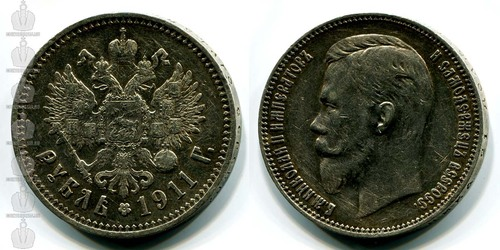 РУБЛЬ 1911 Г.
Б. М. НИКОЛАЙ II ИМПЕРАТОРЪ И САМОДЕРЖЕЦЪ ВСЕРОСС.